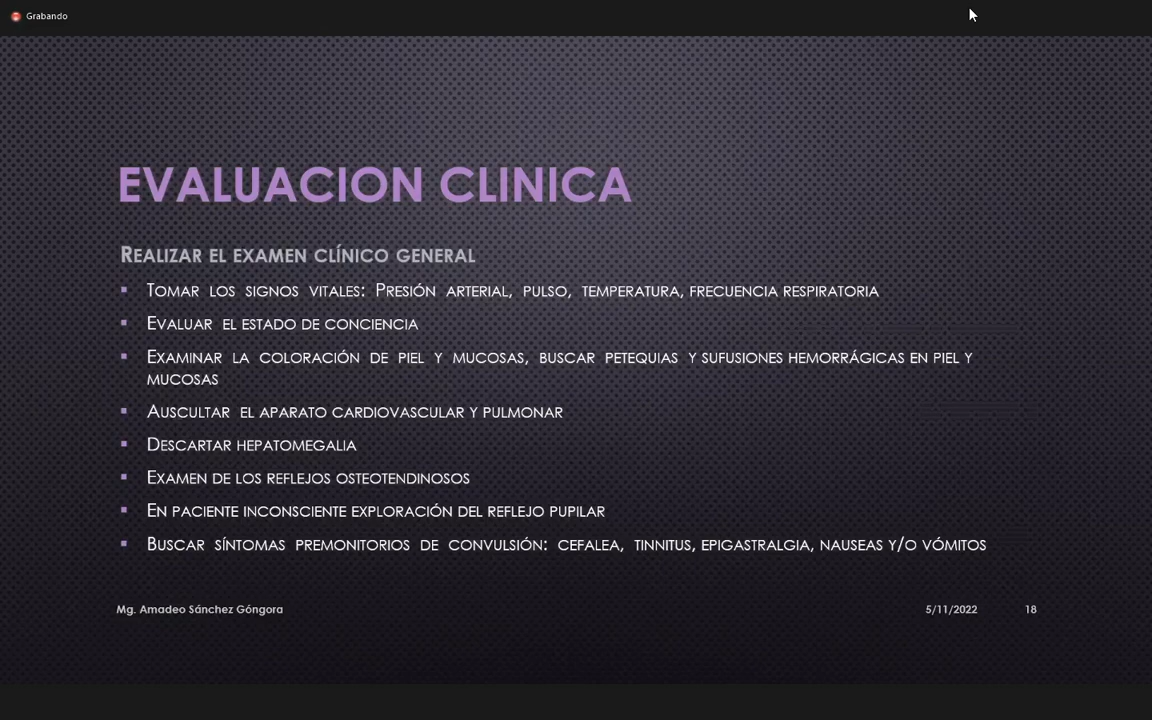 Grabando
EVALUACION CLINICA
REALIZAR EL EXAMEN CLÍNICO GENERAL
▪ TOMAR LOS SIGNOS VITALES: PRESIÓN ARTERIAL, PULSO, TEMPERATURA, FRECUENCIA RESPIRATORIA
▪ EVALUAR EL ESTADO DE CONCIENCIA
▪ EXAMINAR LA COLORACIÓN DE PIEL Y MUCOSAS, BUSCAR PETEQUIAS Y SUFUSIONES HEMORRÁGICAS EN PIEL Y
MUCOSAS
▪ AUSCULTAR EL APARATO CARDIOVASCULAR Y PULMONAR
▪ DESCARTAR HEPATOMEGALIA
▪ EXAMEN DE LOS REFLEJOS OSTEOTENDINOSOS
▪ EN PACIENTE INCONSCIENTE EXPLORACIÓN DEL REFLEJO PUPILAR
▪ BUSCAR SÍNTOMAS PREMONITORIOS DE CONVULSIÓN: CEFALEA, TINNITUS, EPIGASTRALGIA, NAUSEAS Y/O VÓMITOS
Mg. Amadeo Sánchez Góngora 5/11/2022 18